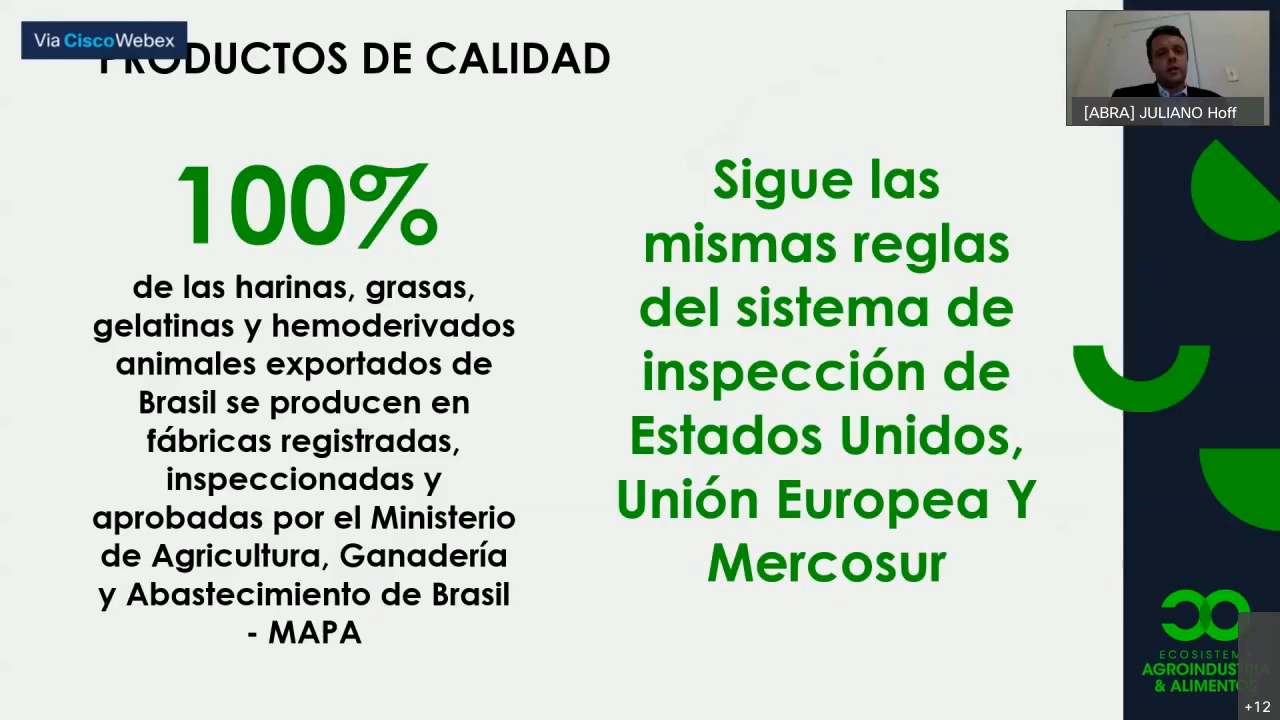 Via CiscoWebex
PRODUCTOS DE CALIDAD
[ABRA] JULIANO Hoff
100%
de las harinas, grasas,
gelatinas y hemoderivados
animales exportados de
Brasil se producen en
fábricas registradas,
inspeccionadas y
aprobadas por el Ministerio
de Agricultura, Ganadería
y Abastecimiento de Brasil
- MAPA
Sigue las
mismas reglas
del sistema de
inspección de
Estados Unidos,
Unión Europea Y
Mercosur
ECOSISTEMA
AGROINDUSTRIA
& ALIMENTOS
+12